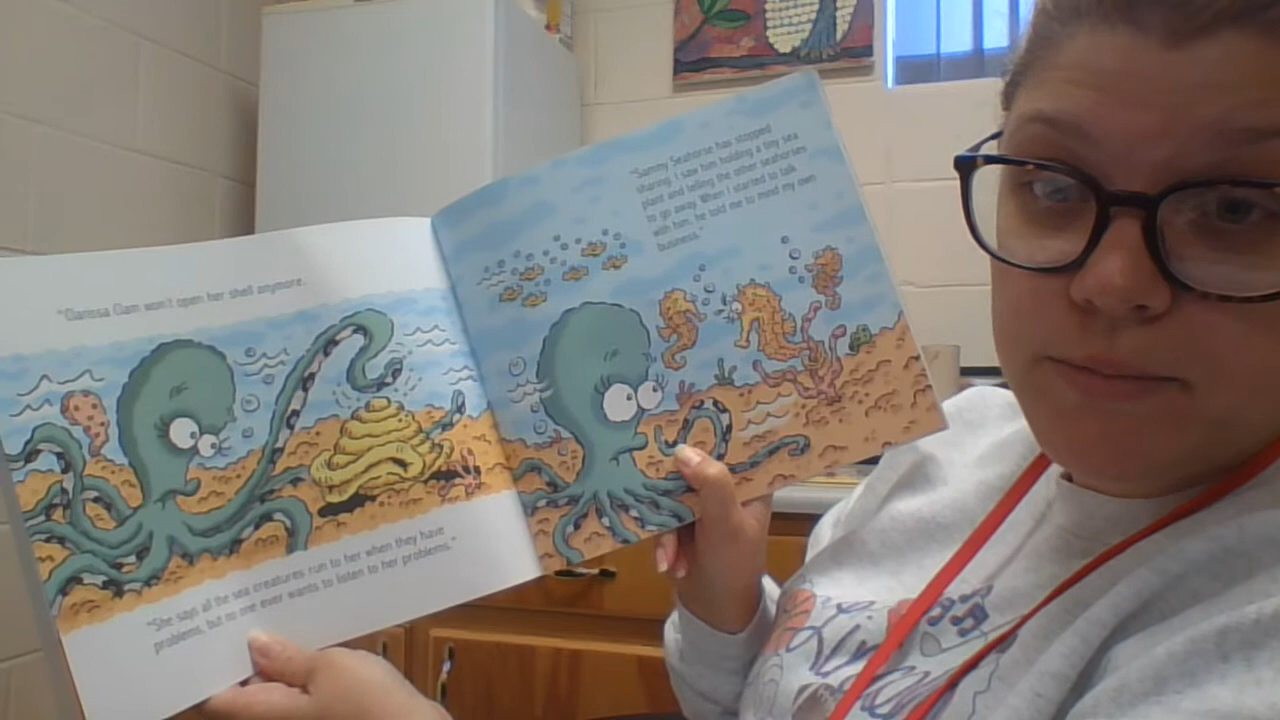 "Clarissa Clam won't open her shell anymore.
"She says all the sea creatures run to her when they have
problems, but no one ever wants to listen to her problems."
"Sammy Seahorse has stopped
sharing. I saw him holding a tiny sea
plant and telling the other seahorses
to go away. When I started to talk
with him, he told me to mind my own
business."